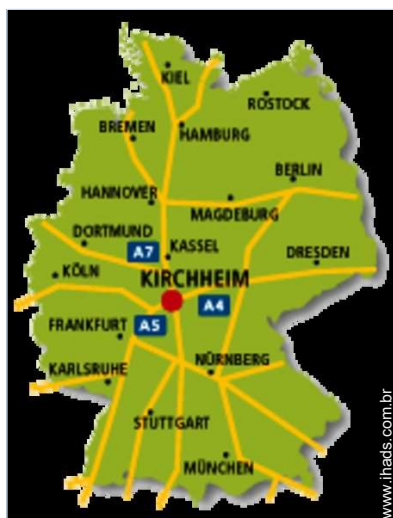 KIEL
ROSTOCK
BREMEN
HAMBURG
BERLIN
HANNOVER
MAGDEBURG
DORTMUND
A7
KASSEL
DRESDEN
KÖLN
KIRCHHEIM
A5
A4
FRANKFURT
KARLSRUHE
NÜRNBERG
STUTTGART
MÜNCHEN
www.ihads.com.br